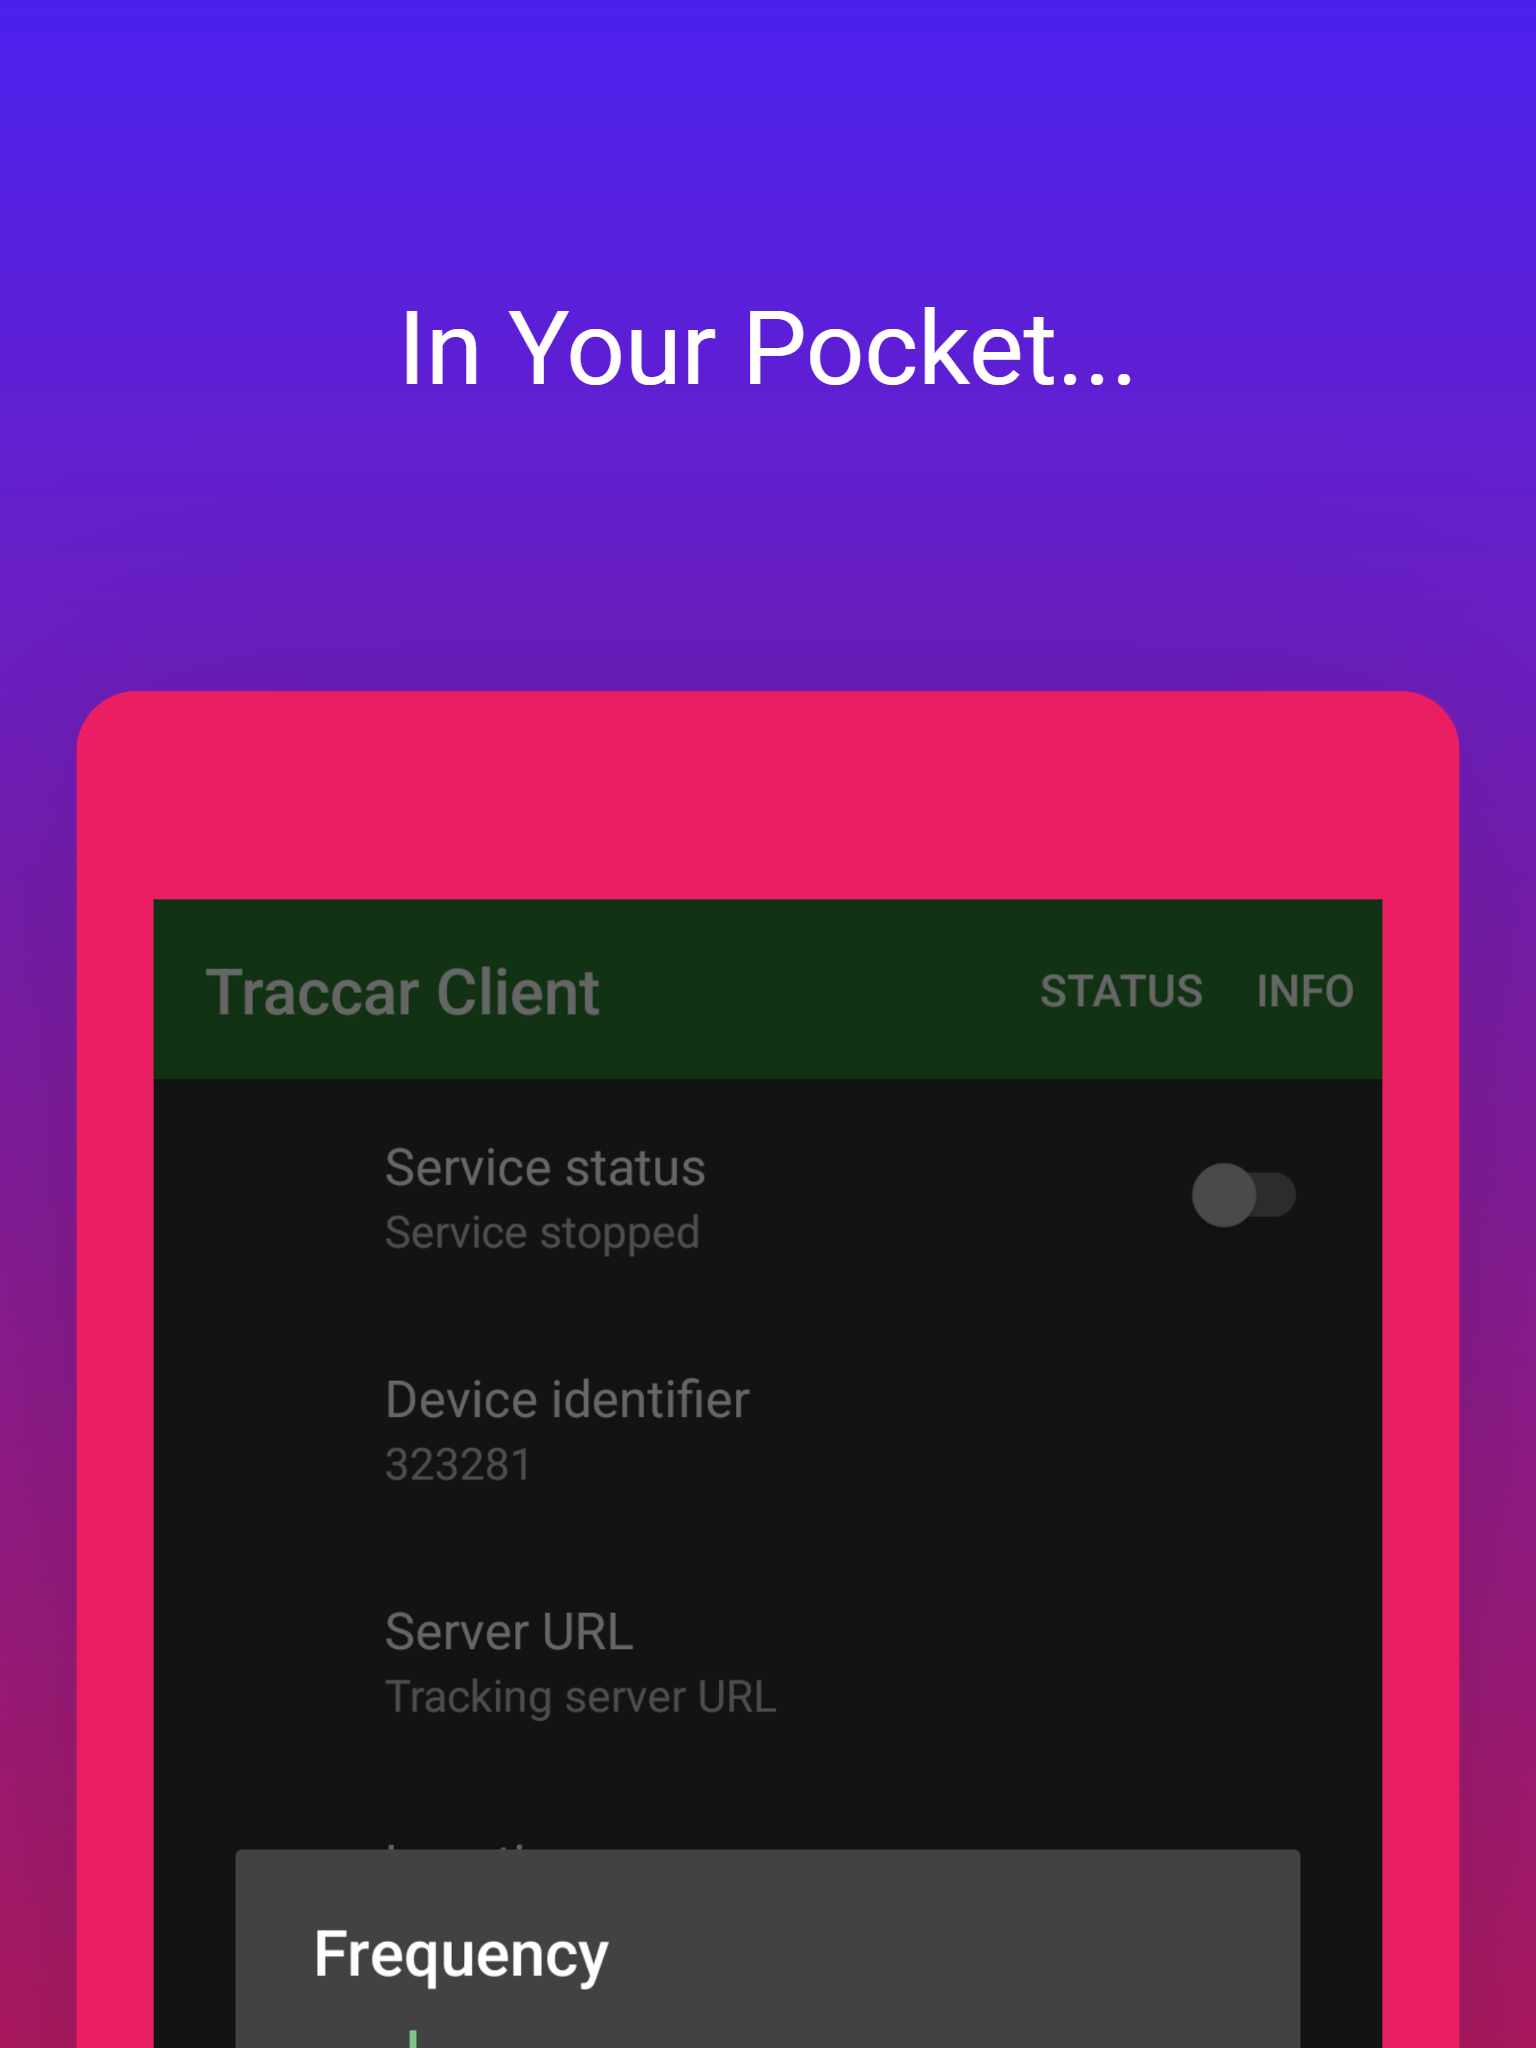 In Your Pocket...
Traccar Client STATUS INFO
Service status
Service stopped
Device identifier
323281
Server URL
Tracking server URL
Frequency